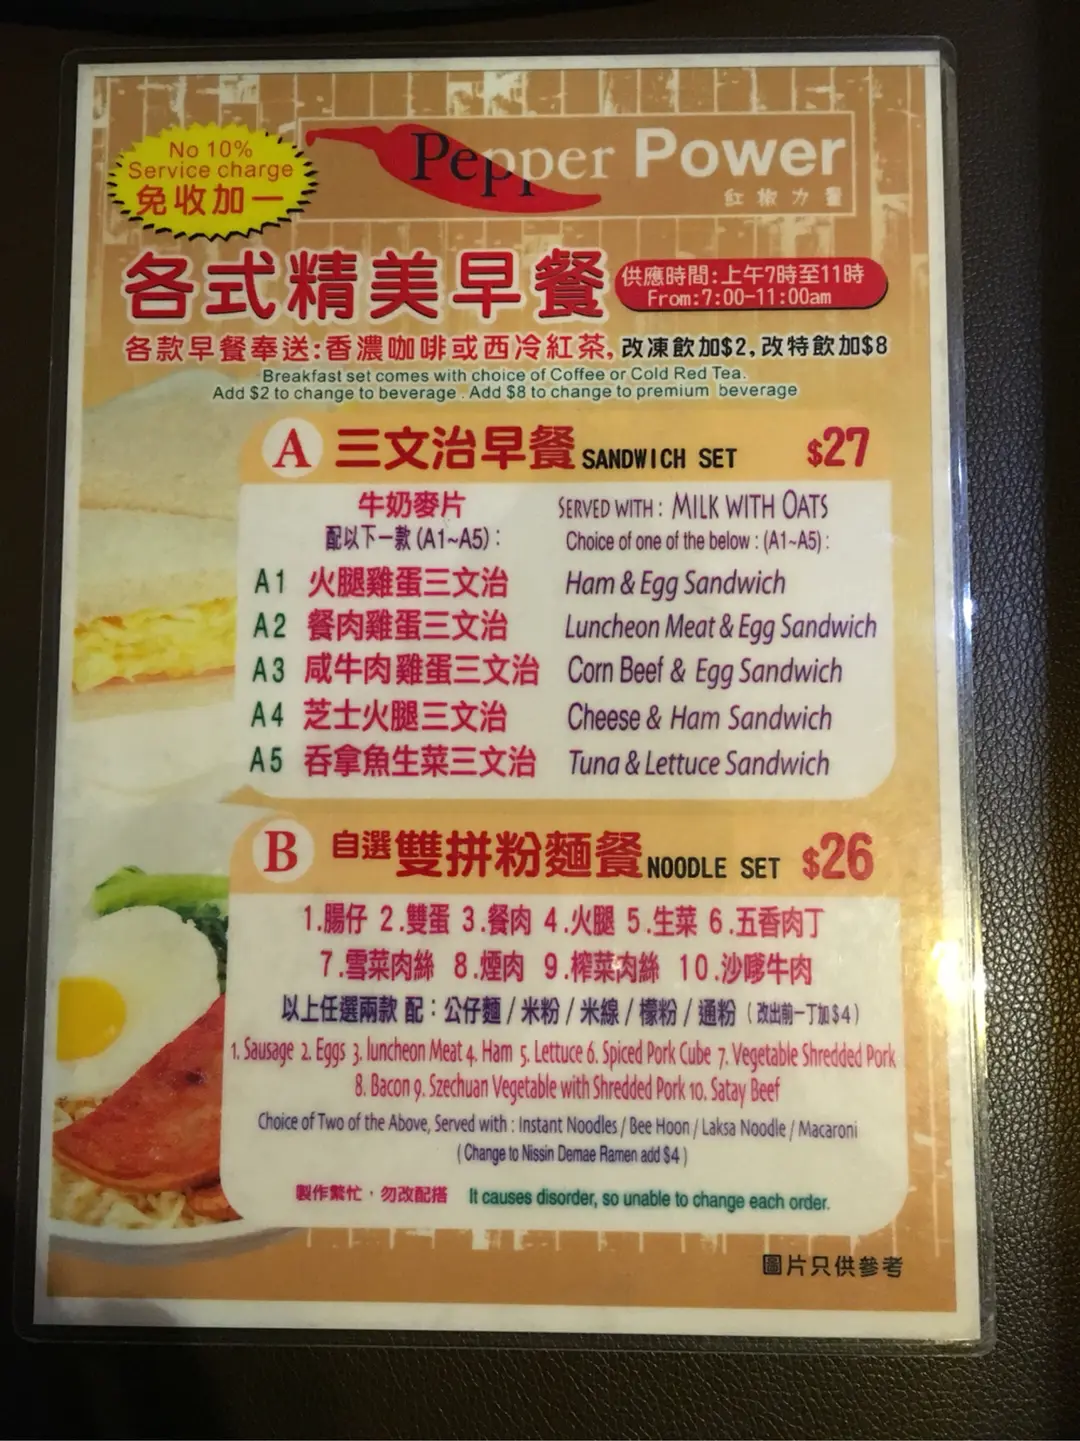 No 10%
Service charge
免收加一
Pepper Power
紅椒力量
各式精美早餐
供應時間:上午7時至11時
From:7:00-11:00am
各款早餐奉送:香濃咖啡或西冷紅茶,改凍飲加$2,改特飲加$8
Breakfast set comes with choice of Coffee or Cold Red Tea.
Add $2 to change to beverage . Add $8 to change to premium beverage
A 三文治早餐 SANDWICH SET $27
牛奶麥片 SERVED WITH : MILK WITH OATS
配以下一款 (A1~A5) : Choice of one of the below : (A1~A5) :
A1 火腿雞蛋三文治 Ham & Egg Sandwich
A2 餐肉雞蛋三文治 Luncheon Meat & Egg Sandwich
A3 咸牛肉雞蛋三文治 Corn Beef & Egg Sandwich
A4 芝士火腿三文治 Cheese & Ham Sandwich
A5 吞拿魚生菜三文治 Tuna & Lettuce Sandwich
B 自選雙拼粉麵餐 NOODLE SET $26
1.腸仔 2.雙蛋 3.餐肉 4.火腿 5.生菜 6.五香肉丁
7.雪菜肉絲 8.煙肉 9.榨菜肉絲 10.沙嗲牛肉
以上任選兩款 配：公仔麵 / 米粉 / 米線 / 檬粉 / 通粉 (改出前一丁加$4)
1. Sausage 2. Eggs 3. luncheon Meat 4. Ham 5. Lettuce 6. Spiced Pork Cube 7. Vegetable Shredded Pork
8. Bacon 9. Szechuan Vegetable with Shredded Pork 10. Satay Beef
Choice of Two of the Above, Served with : Instant Noodles / Bee Hoon / Laksa Noodle / Macaroni
(Change to Nissin Demae Ramen add $4)
製作繁忙，勿改配搭 It causes disorder, so unable to change each order.
圖片只供參考